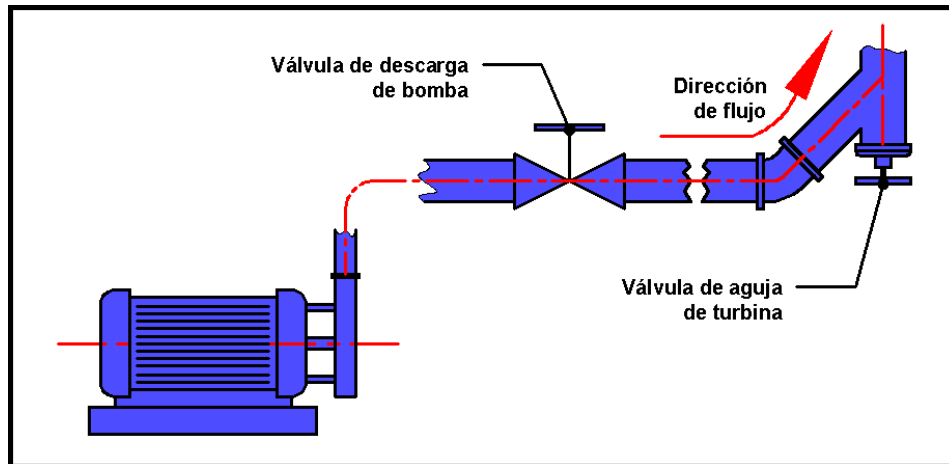 Válvula de descarga
de bomba
Dirección
de flujo
Válvula de aguja
de turbina